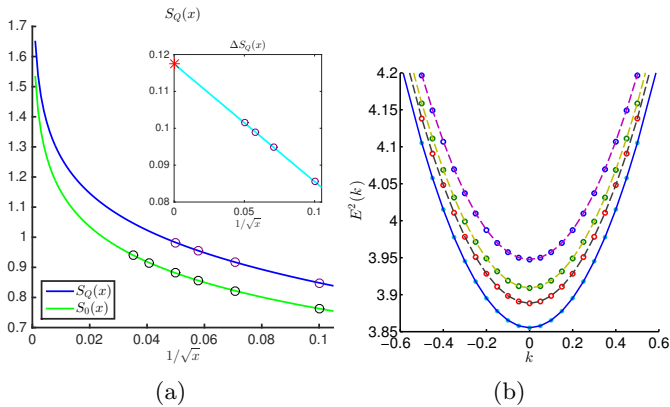 S_Q(x)
1.7
1.6
1.5
1.4
1.3
1.2
1.1
1
0.9
0.8
0.7
0 0.02 0.04 0.06 0.08 0.1
1/√x
S_Q(x)
S_0(x)
ΔS_Q(x)
0.12
0.11
0.1
0.09
0.08
0 0.05 0.1
1/√x
(a)
4.2
4.15
4.1
4.05
4
3.95
3.9
3.85
E²(k)
−0.6 −0.4 −0.2 0 0.2 0.4 0.6
k
(b)